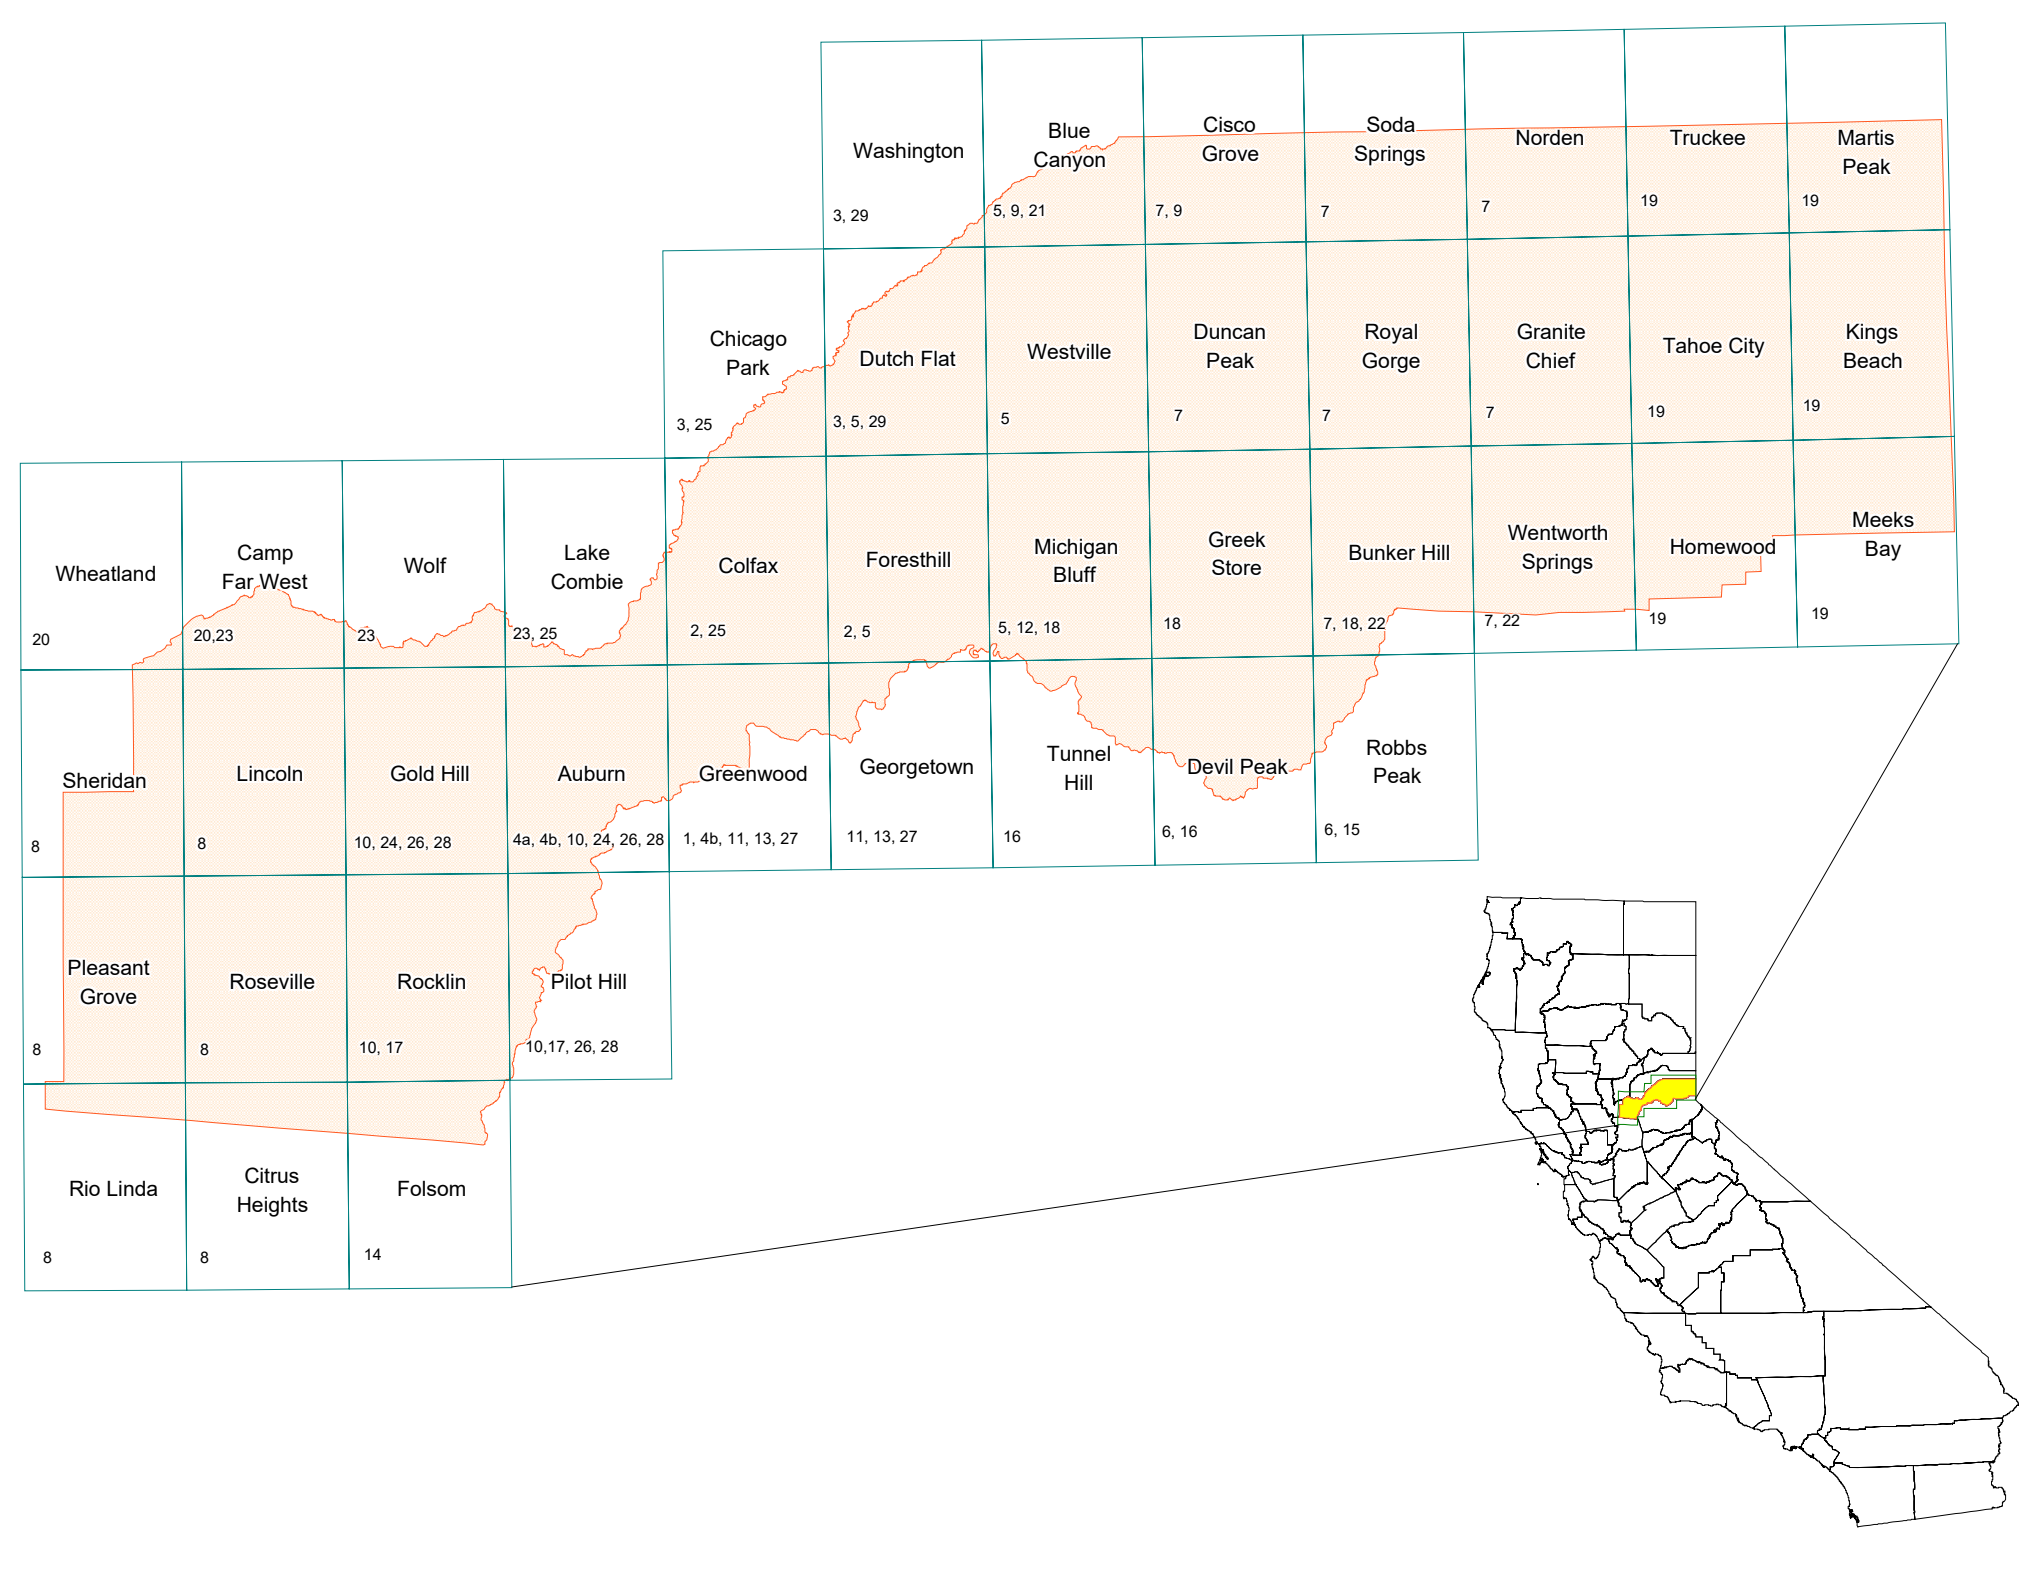 Washington
3, 29
Blue
Canyon
5, 9, 21
Cisco
Grove
7, 9
Soda
Springs
7
Norden
7
Truckee
19
Martis
Peak
19
Chicago
Park
3, 25
Dutch Flat
3, 5, 29
Westville
5
Duncan
Peak
7
Royal
Gorge
7
Granite
Chief
7
Tahoe City
19
Kings
Beach
19
Wheatland
20
Camp
Far West
20,23
Wolf
23
Lake
Combie
23, 25
Colfax
2, 25
Foresthill
2, 5
Michigan
Bluff
5, 12, 18
Greek
Store
18
Bunker Hill
7, 18, 22
Wentworth
Springs
7, 22
Homewood
19
Meeks
Bay
19
Sheridan
8
Lincoln
8
Gold Hill
10, 24, 26, 28
Auburn
4a, 4b, 10, 24, 26, 28
Greenwood
1, 4b, 11, 13, 27
Georgetown
11, 13, 27
Tunnel
Hill
16
Devil Peak
6, 16
Robbs
Peak
6, 15
Pleasant
Grove
8
Roseville
8
Rocklin
10, 17
Pilot Hill
10,17, 26, 28
Rio Linda
8
Citrus
Heights
8
Folsom
14